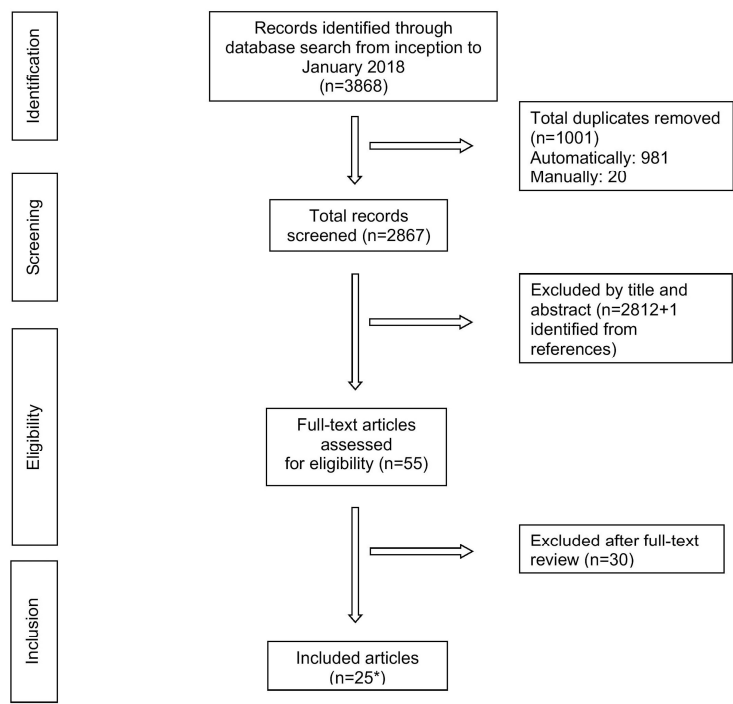 Identification
Records identified through
database search from inception to
January 2018
(n=3868)
Total duplicates removed
(n=1001)
Automatically: 981
Manually: 20
Screening
Total records
screened (n=2867)
Excluded by title and
abstract (n=2812+1
identified from
references)
Eligibility
Full-text articles
assessed
for eligibility (n=55)
Excluded after full-text
review (n=30)
Inclusion
Included articles
(n=25*)